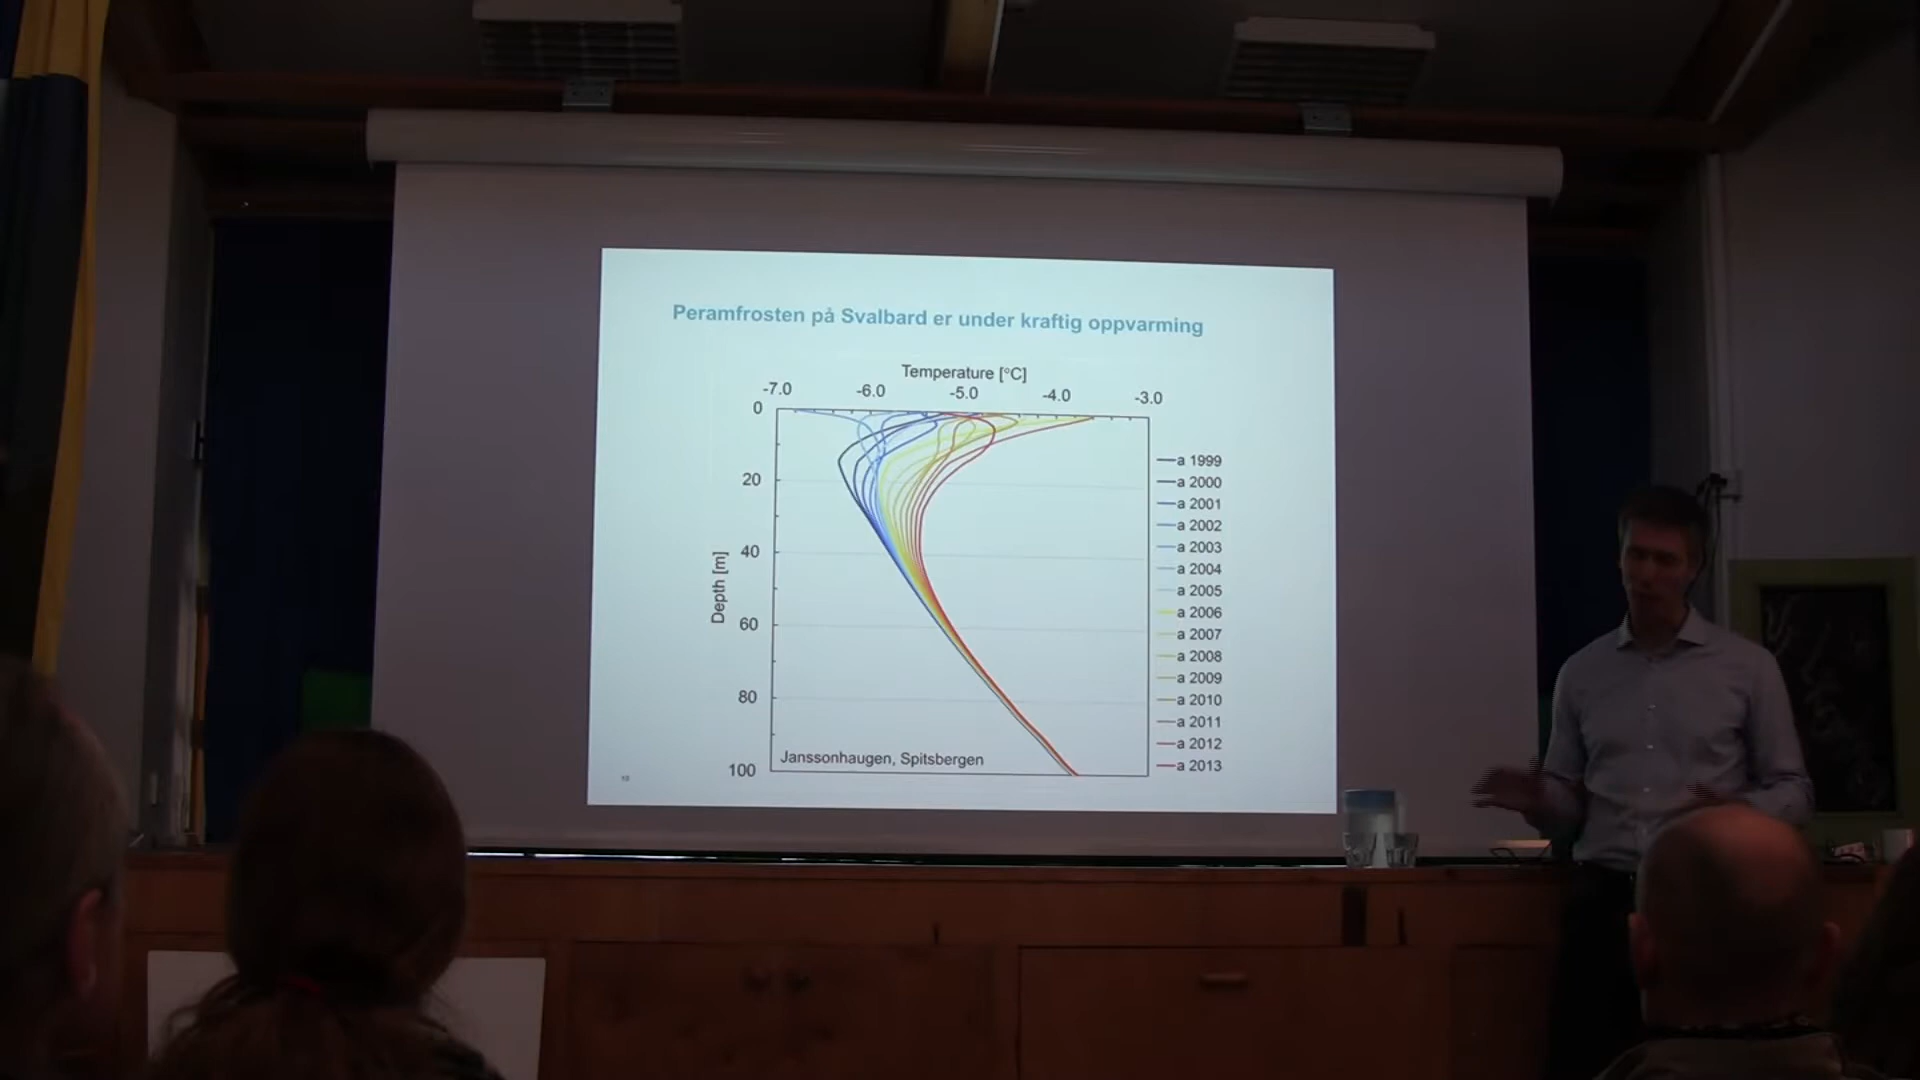 Peramfrosten på Svalbard er under kraftig oppvarming
Temperature [°C]
-7.0 -6.0 -5.0 -4.0 -3.0
0
20
40
60
80
100
Depth [m]
Janssonhaugen, Spitsbergen
a 1999
a 2000
a 2001
a 2002
a 2003
a 2004
a 2005
a 2006
a 2007
a 2008
a 2009
a 2010
a 2011
a 2012
a 2013